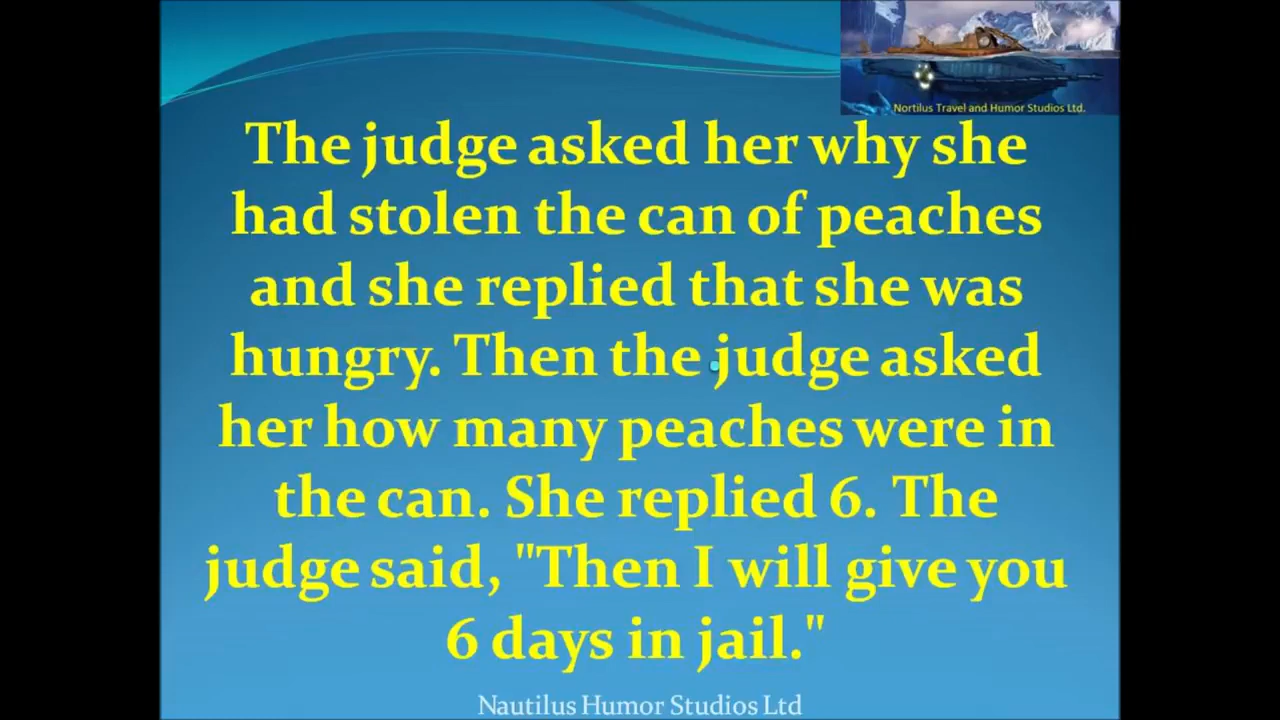 Nortilus Travel and Humor Studios Ltd.
The judge asked her why she
had stolen the can of peaches
and she replied that she was
hungry. Then the judge asked
her how many peaches were in
the can. She replied 6. The
judge said, "Then I will give you
6 days in jail."
Nautilus Humor Studios Ltd